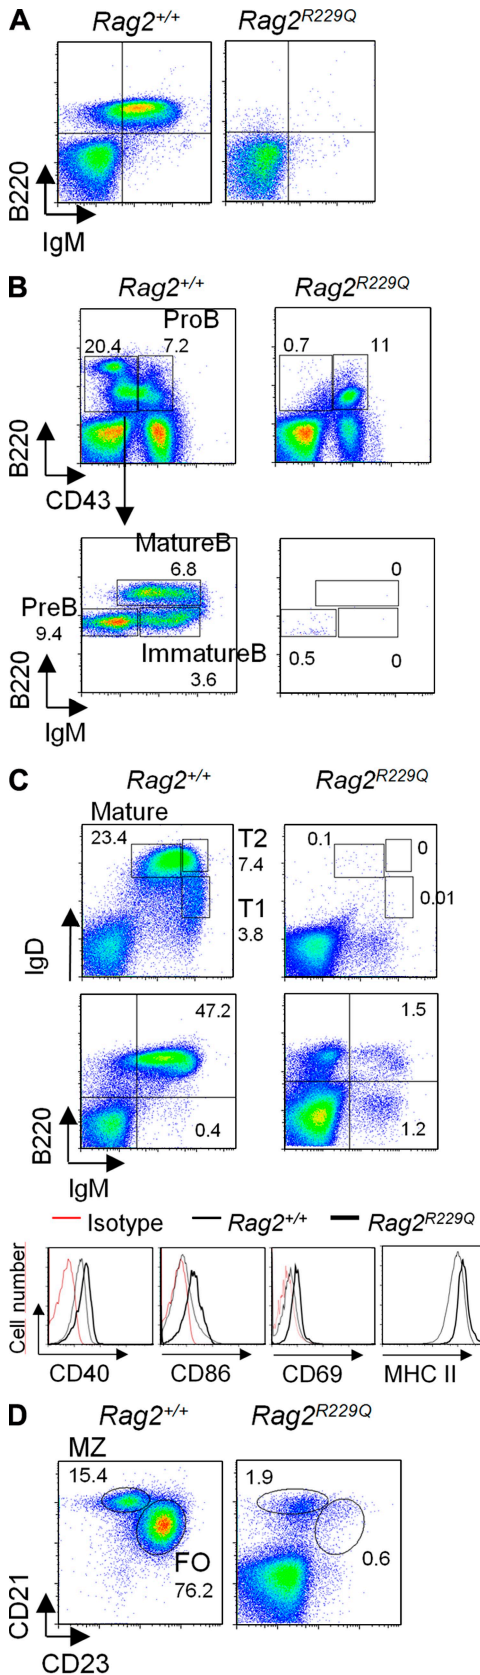 A
Rag2+/+ Rag2R229Q
B220
IgM
B
Rag2+/+ Rag2R229Q
ProB
20.4 7.2 0.7 11
B220
CD43
MatureB
6.8 0
PreB
9.4
ImmatureB
3.6 0.5 0
B220
IgM
C
Rag2+/+ Rag2R229Q
Mature
23.4 T2 7.4 0.1 0
T1 3.8 0.01
IgD
47.2 1.5
0.4 1.2
B220
IgM
Isotype Rag2+/+ Rag2R229Q
Cell number
CD40 CD86 CD69 MHC II
D
Rag2+/+ Rag2R229Q
MZ
15.4 1.9
FO
76.2 0.6
CD21
CD23